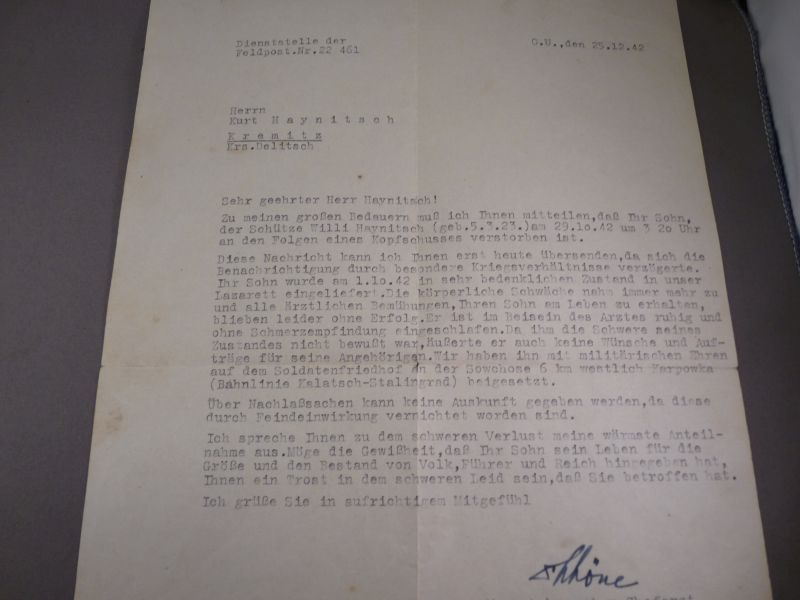 Dienststelle der
Feldpost.Nr.22 461
O.U.,den 25.12.42
Herrn
Kurt Haynitsch
Kremitz
Krs.Delitsch
Sehr geehrter Herr Haynitsch!
Zu meinen großen Bedauern muß ich Ihnen mitteilen,daß Ihr Sohn,
der Schütze Willi Haynitsch (geb.5.3.23.)am 29.1o.42 um 3 2o Uhr
an den Folgen eines Kopfschusses verstorben ist.
Diese Nachricht kann ich Ihnen erst heute übersenden,da sich die
Benachrichtigung durch besondere Kriegsverhältnisse verzögerte.
Ihr Sohn wurde am 1.1o.42 in sehr bedenklichen Zustand in unser
Lazarett eingeliefert.Die körperliche Schwäche nahm immer mehr zu
und alle Ärztlichen Bemühungen,Ihren Sohn am Leben zu erhalten,
blieben leider ohne Erfolg.Er ist im Beisein des Arztes ruhig und
ohne Schmerzempfindung eingeschlafen.Da ihm die Schwere seines
Zustandes nicht bewußt war,äußerte er auch keine Wünsche und Auf-
träge für seine Angehörigen.Wir haben ihn mit militärischen Ehren
auf dem Soldatenfriedhof an der Sowchose 6 km westlich Karpowka
(Bahnlinie Kalatsch-Stalingrad) beigesetzt.
Über Nachlaßsachen kann keine Auskunft gegeben werden,da diese
durch Feindeinwirkung vernichtet worden sind.
Ich spreche Ihnen zu dem schweren Verlust meine wärmste Anteil-
nahme aus.Möge die Gewißheit,daß Ihr Sohn sein Leben für die
Größe und den Bestand von Volk,Führer und Reich hingegeben hat,
Ihnen ein Trost in dem schweren Leid sein,daß Sie betroffen hat.
Ich grüße Sie in aufrichtigem Mitgefühl